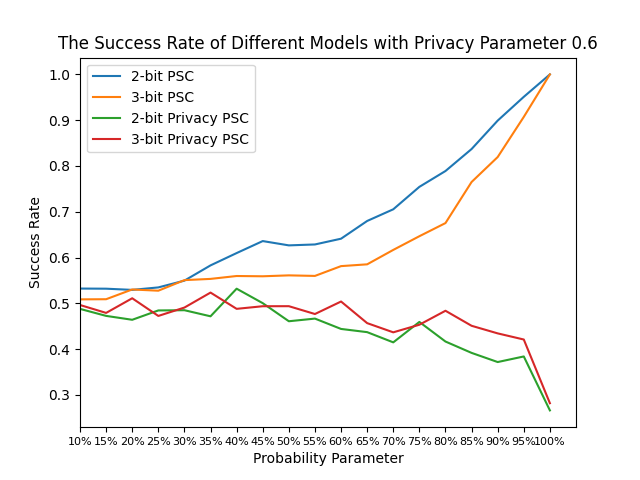 The Success Rate of Different Models with Privacy Parameter 0.6
2-bit PSC
3-bit PSC
2-bit Privacy PSC
3-bit Privacy PSC
1.0
0.9
0.8
0.7
0.6
0.5
0.4
0.3
Success Rate
10% 15% 20% 25% 30% 35% 40% 45% 50% 55% 60% 65% 70% 75% 80% 85% 90% 95% 100%
Probability Parameter